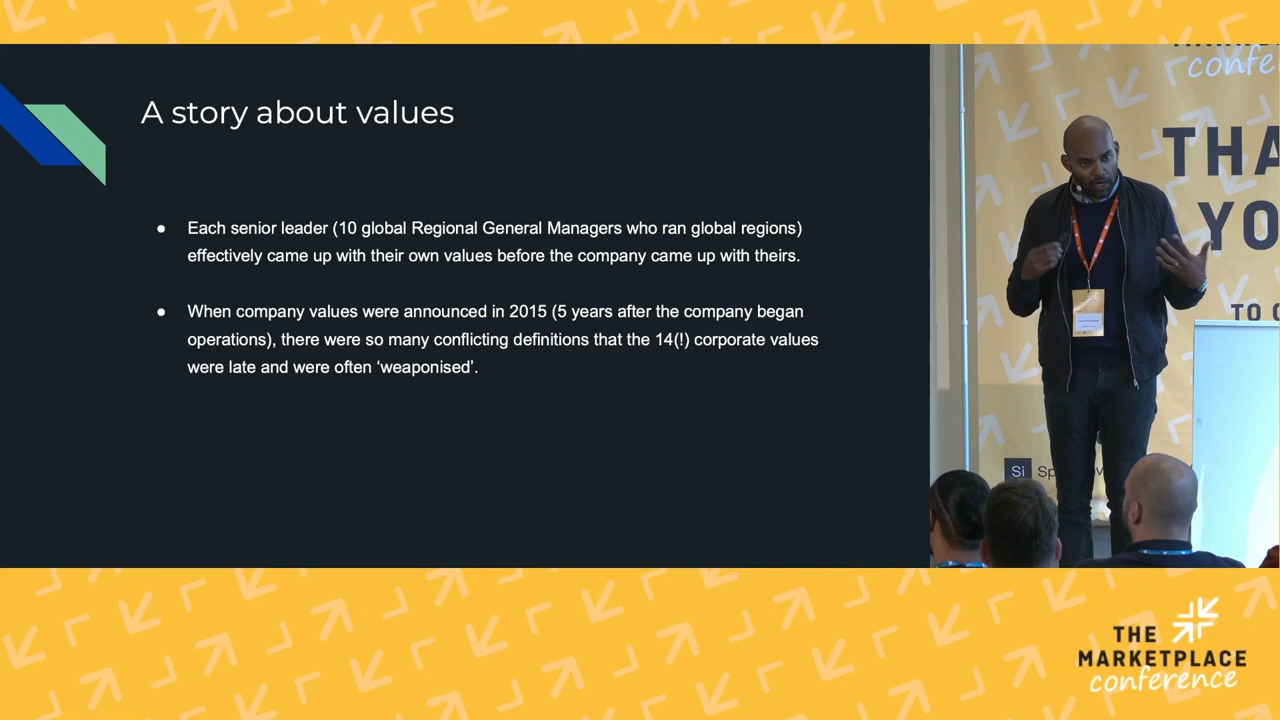 A story about values
● Each senior leader (10 global Regional General Managers who ran global regions)
effectively came up with their own values before the company came up with theirs.
● When company values were announced in 2015 (5 years after the company began
operations), there were so many conflicting definitions that the 14(!) corporate values
were late and were often ‘weaponised’.
confe
THA
YO
TO
Si Sp
THE
MARKETPLACE
conference